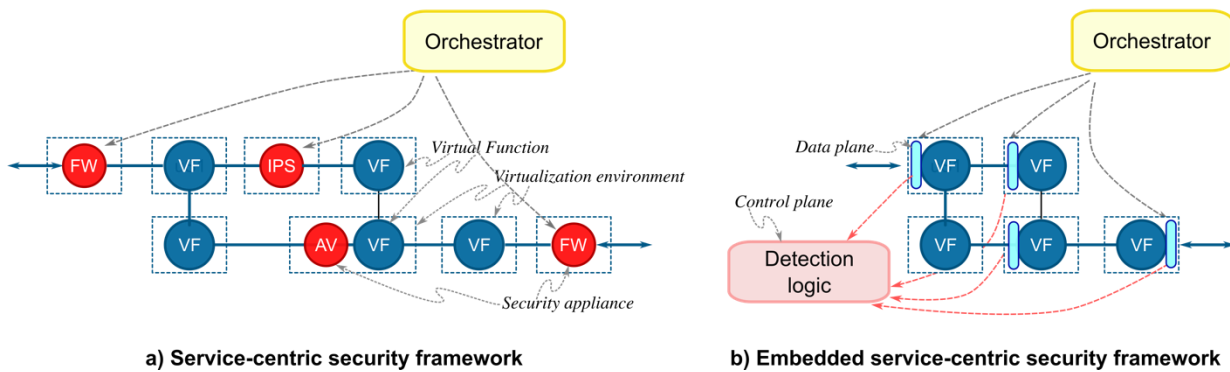 Orchestrator
FW
VF
IPS
VF
Virtual Function
Virtualization environment
VF
AV
VF
VF
FW
Security appliance
a) Service-centric security framework
Orchestrator
Data plane
VF
VF
Control plane
Detection
logic
VF
VF
VF
b) Embedded service-centric security framework